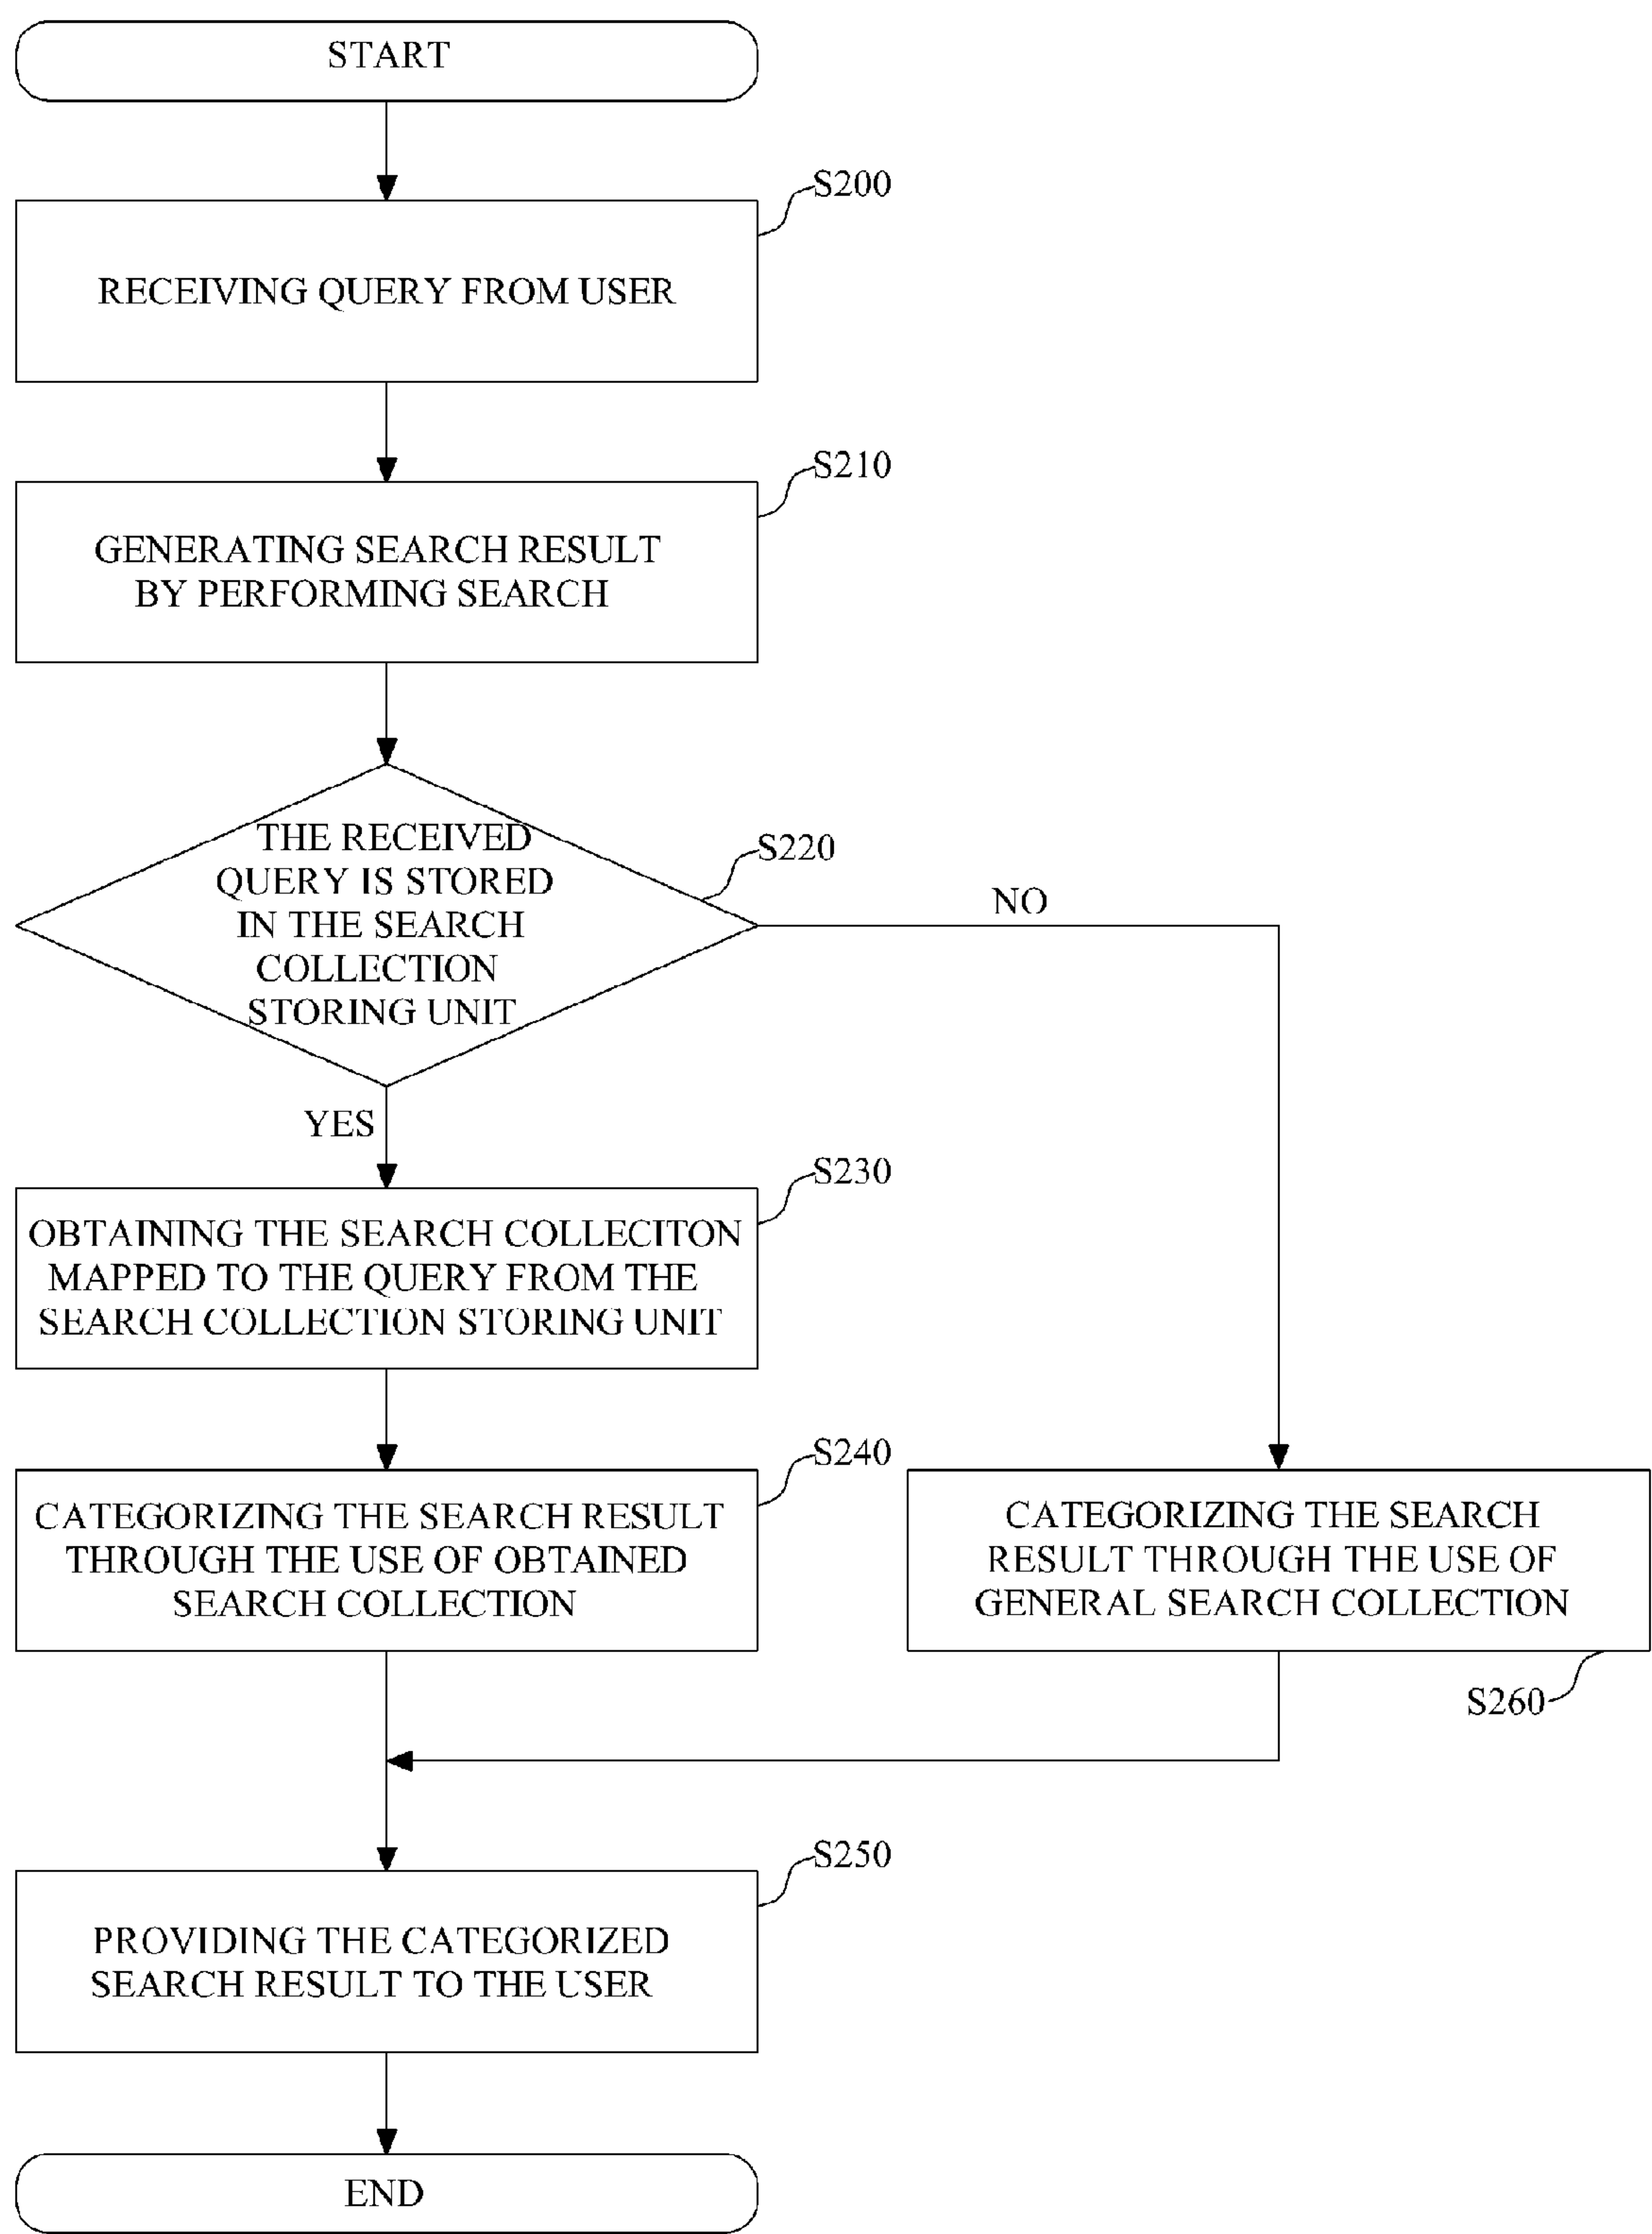 START
S200
RECEIVING QUERY FROM USER
S210
GENERATING SEARCH RESULT
BY PERFORMING SEARCH
S220
THE RECEIVED
QUERY IS STORED
IN THE SEARCH
COLLECTION
STORING UNIT
NO
YES
S230
OBTAINING THE SEARCH COLLECITON
MAPPED TO THE QUERY FROM THE
SEARCH COLLECTION STORING UNIT
S240
CATEGORIZING THE SEARCH RESULT
THROUGH THE USE OF OBTAINED
SEARCH COLLECTION
CATEGORIZING THE SEARCH
RESULT THROUGH THE USE OF
GENERAL SEARCH COLLECTION
S260
S250
PROVIDING THE CATEGORIZED
SEARCH RESULT TO THE USER
END